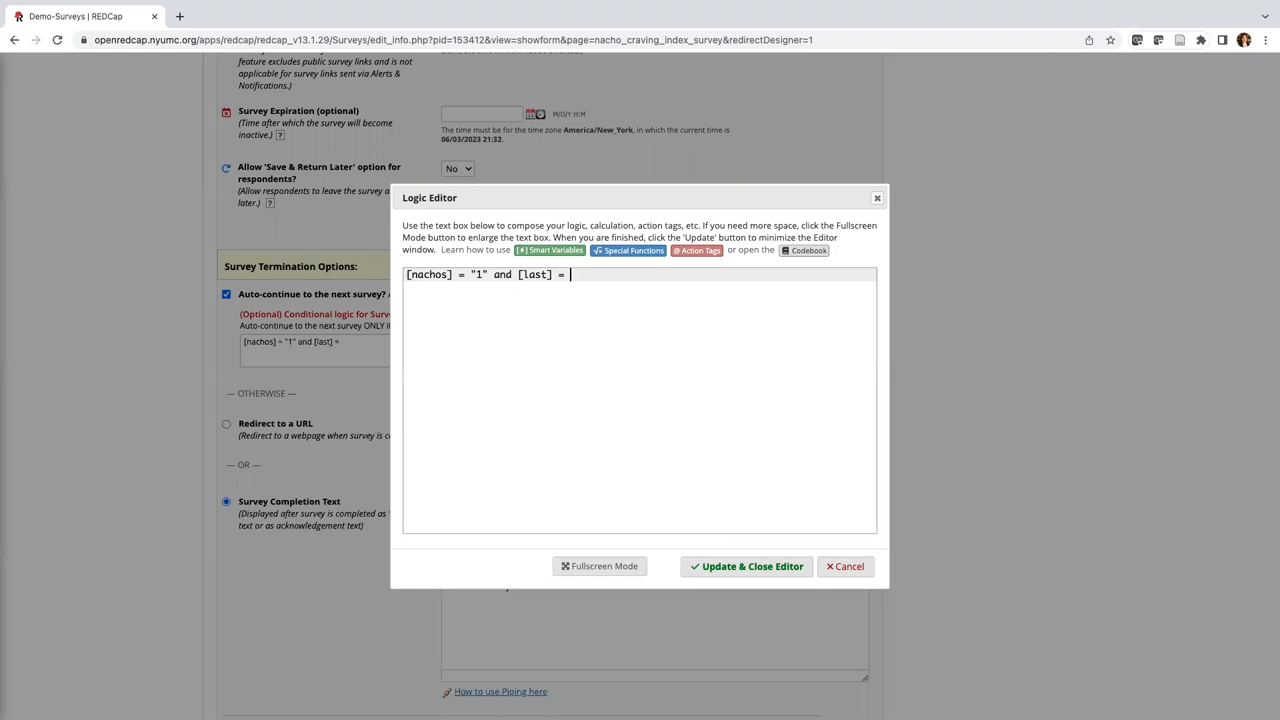 Demo-Surveys | REDCap
openredcap.nyumc.org/apps/redcap/redcap_v13.1.29/Surveys/edit_info.php?pid=153412&view=showform&page=nacho_craving_index_survey&redirectDesigner=1
feature excludes public survey links and is not
applicable for survey links sent via Alerts &
Notifications.)
Survey Expiration (optional)
(Time after which the survey will become
inactive.) ?
M/D/Y H:M
The time must be for the time zone America/New_York, in which the current time is
06/03/2023 21:32.
Allow 'Save & Return Later' option for
respondents?
(Allow respondents to leave the survey a
later.) ?
No
Logic Editor
Use the text box below to compose your logic, calculation, action tags, etc. If you need more space, click the Fullscreen
Mode button to enlarge the text box. When you are finished, click the 'Update' button to minimize the Editor
window. Learn how to use [⚡] Smart Variables √x Special Functions @ Action Tags or open the Codebook
[nachos] = "1" and [last] =
Survey Termination Options:
Auto-continue to the next survey?
(Optional) Conditional logic for Surv
Auto-continue to the next survey ONLY i
[nachos] = "1" and [last] =
— OTHERWISE —
Redirect to a URL
(Redirect to a webpage when survey is c
— OR —
Survey Completion Text
(Displayed after survey is completed as
text or as acknowledgement text)
Fullscreen Mode
Update & Close Editor
Cancel
How to use Piping here